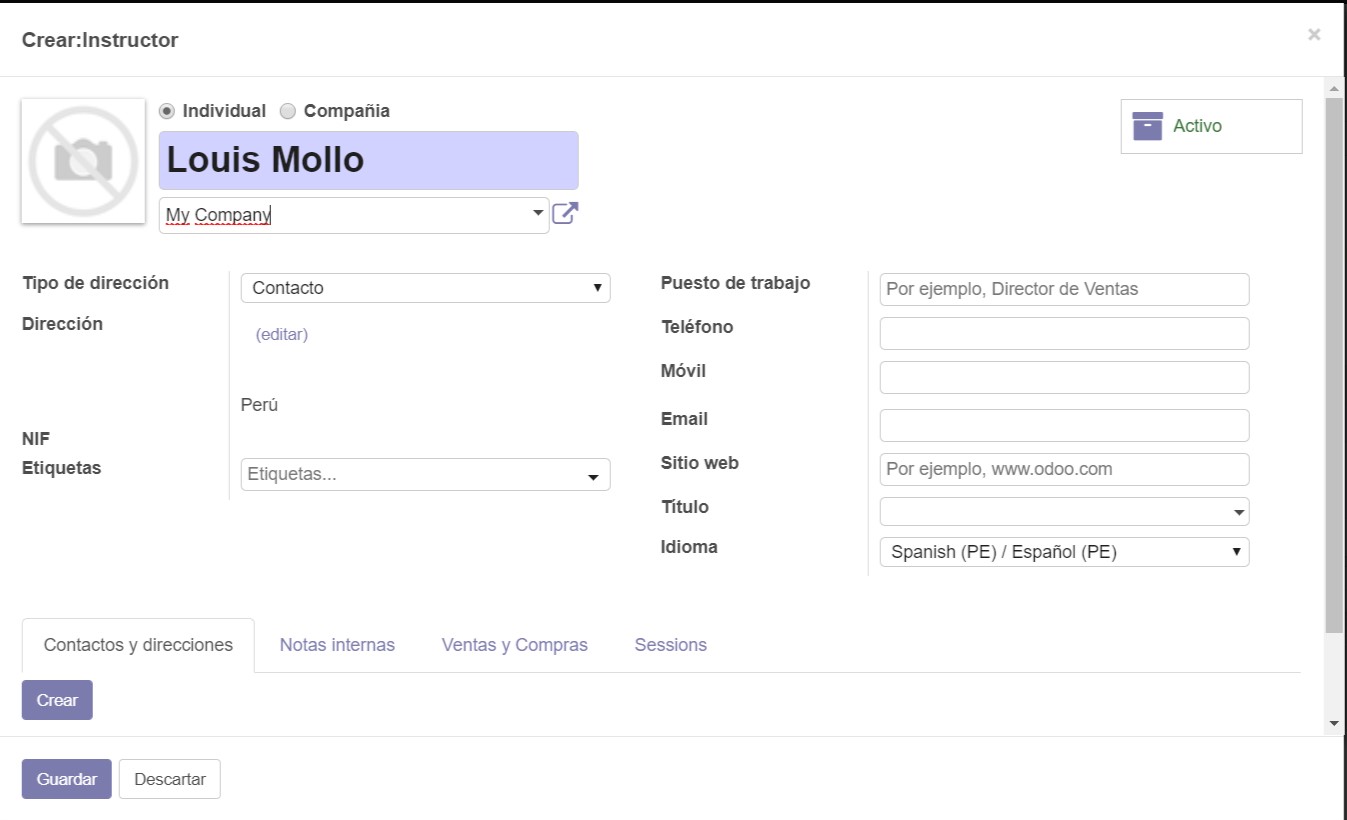 Crear:Instructor
×
Individual Compañia
Activo
Louis Mollo
My Company
Tipo de dirección
Contacto
Dirección
(editar)
Perú
NIF
Etiquetas
Etiquetas...
Puesto de trabajo
Por ejemplo, Director de Ventas
Teléfono
Móvil
Email
Sitio web
Por ejemplo, www.odoo.com
Título
Idioma
Spanish (PE) / Español (PE)
Contactos y direcciones Notas internas Ventas y Compras Sessions
Crear
Guardar Descartar